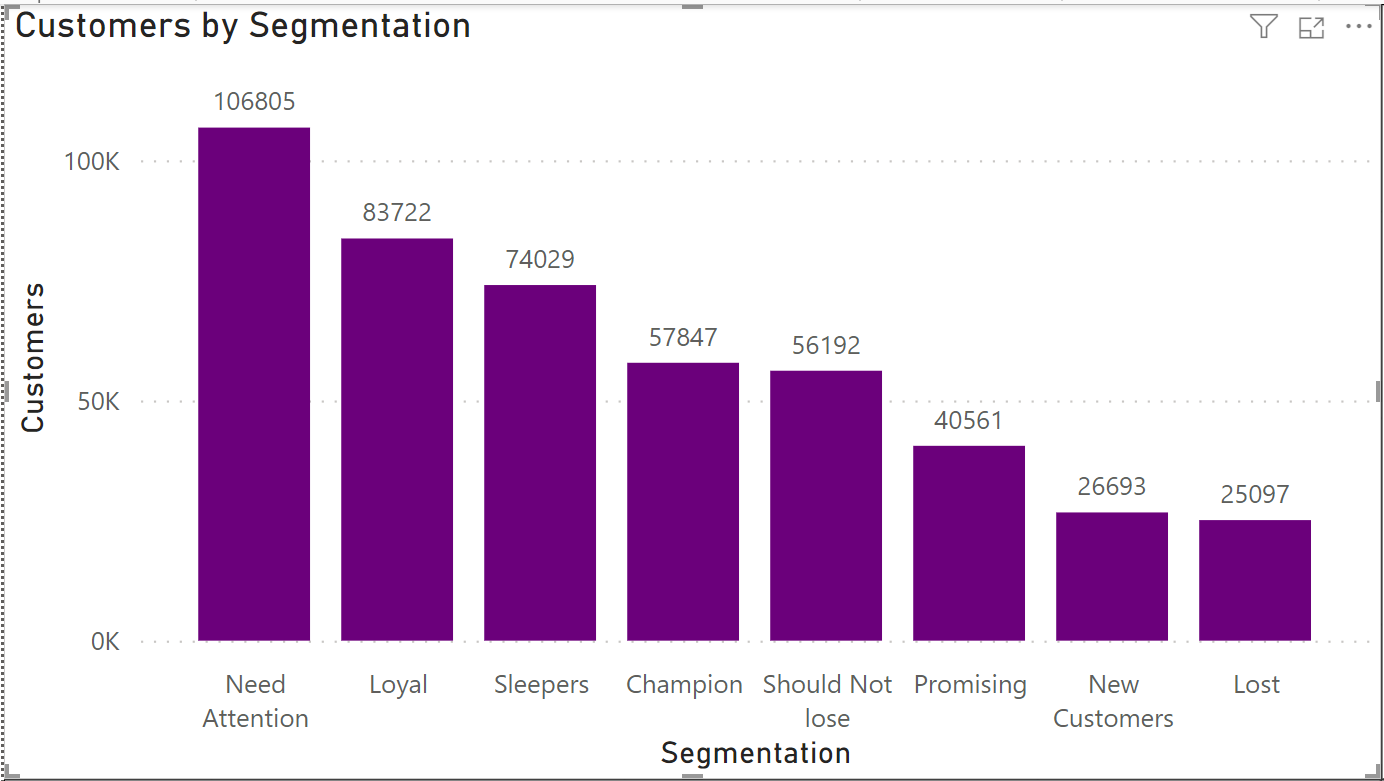 Customers by Segmentation
106805
100K
83722
74029
57847
56192
50K
40561
26693
25097
0K
Customers
Need Attention
Loyal
Sleepers
Champion
Should Not lose
Promising
New Customers
Lost
Segmentation